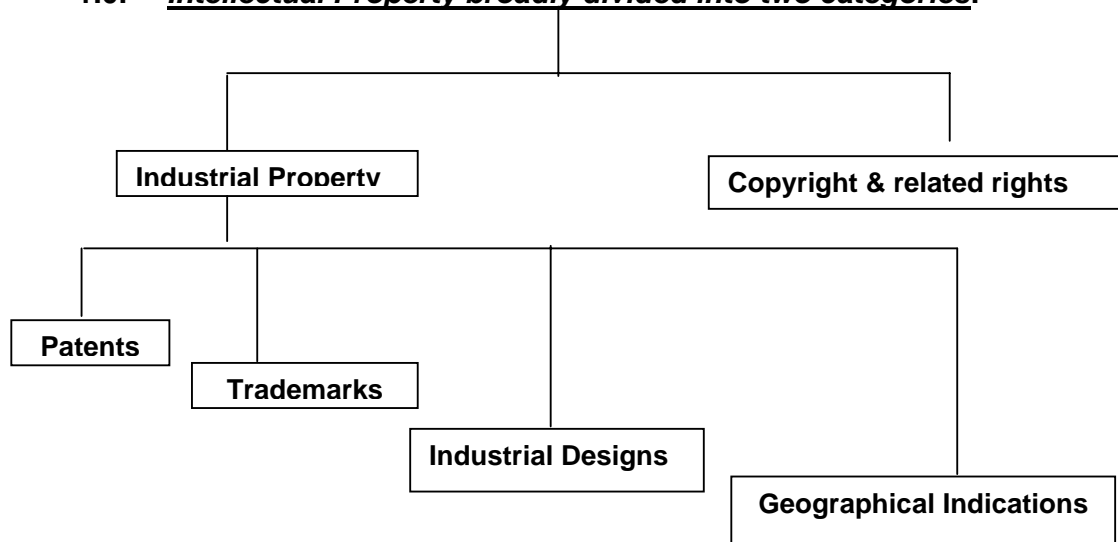 Intellectual Property broadly divided into two categories.
Industrial Property
Copyright & related rights
Patents
Trademarks
Industrial Designs
Geographical Indications